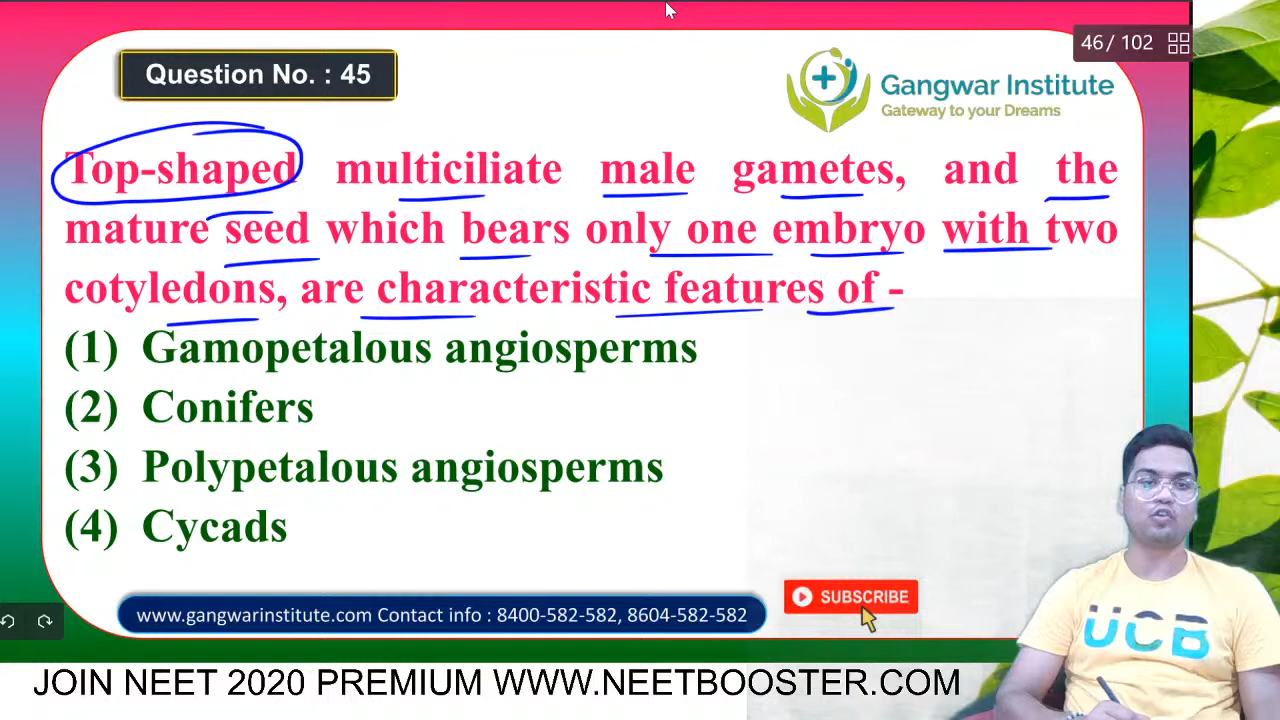 Question No. : 45
46 / 102
Gangwar Institute
Gateway to your Dreams
Top-shaped multiciliate male gametes, and the
mature seed which bears only one embryo with two
cotyledons, are characteristic features of -
(1) Gamopetalous angiosperms
(2) Conifers
(3) Polypetalous angiosperms
(4) Cycads
www.gangwarinstitute.com Contact info : 8400-582-582, 8604-582-582
SUBSCRIBE
UCB
JOIN NEET 2020 PREMIUM WWW.NEETBOOSTER.COM